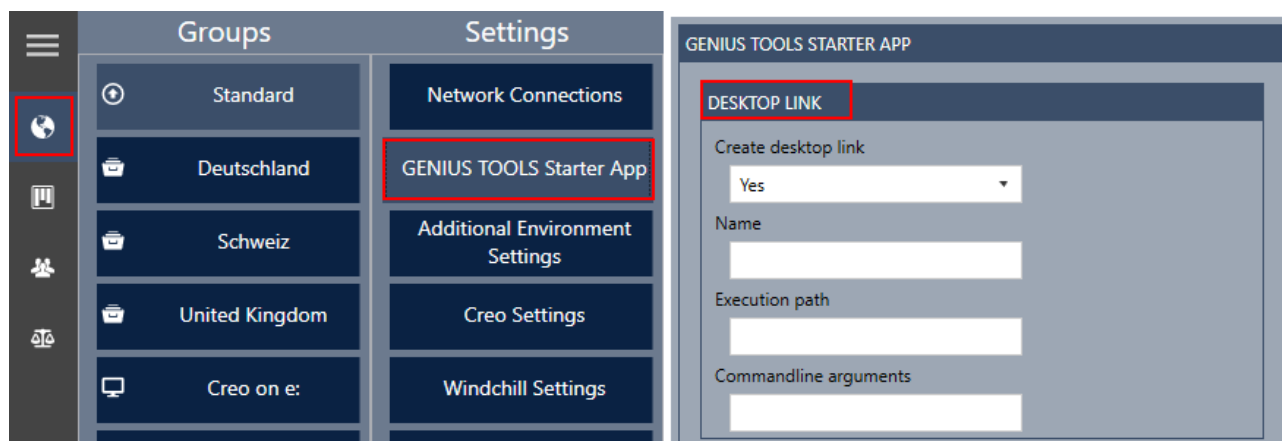 Groups
Standard
Deutschland
Schweiz
United Kingdom
Creo on e:
Settings
Network Connections
GENIUS TOOLS Starter App
Additional Environment
Settings
Creo Settings
Windchill Settings
GENIUS TOOLS STARTER APP
DESKTOP LINK
Create desktop link
Yes
Name
Execution path
Commandline arguments